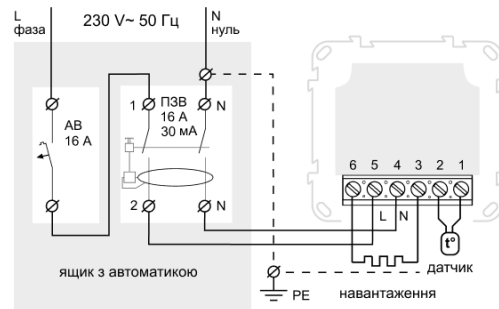 L
фаза
230 V~ 50 Гц
N
нуль
АВ
16 А
1
ПЗВ
16 А
30 мА
N
2
N
6 5 4 3 2 1
L N
t°
датчик
ящик з автоматикою
PE
навантаження